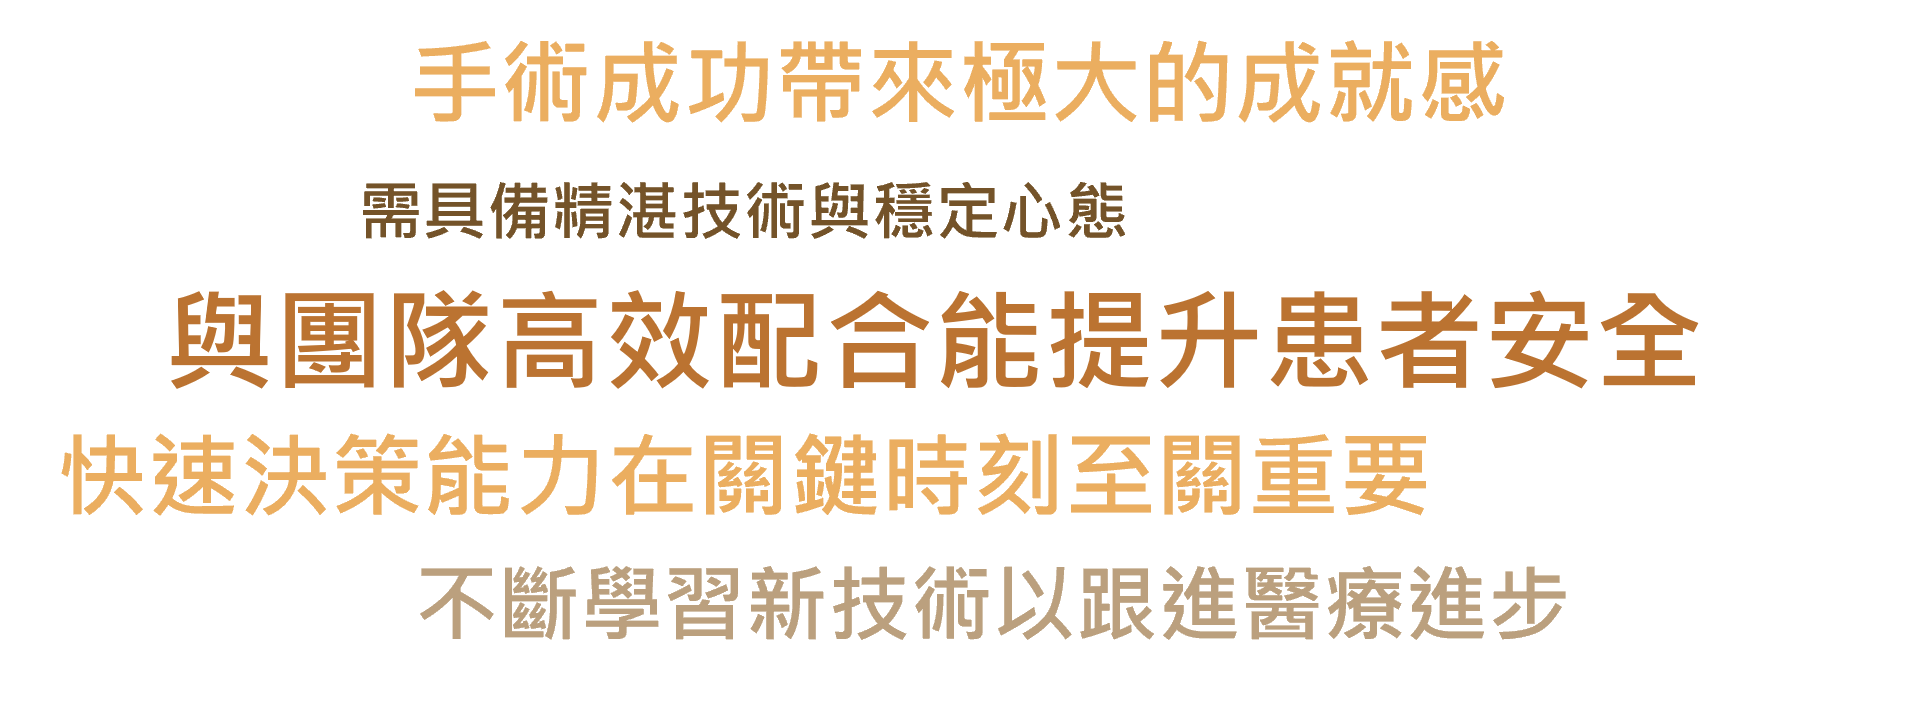 手術成功帶來極大的成就感
需具備精湛技術與穩定心態
與團隊高效配合能提升患者安全
快速決策能力在關鍵時刻至關重要
不斷學習新技術以跟進醫療進步